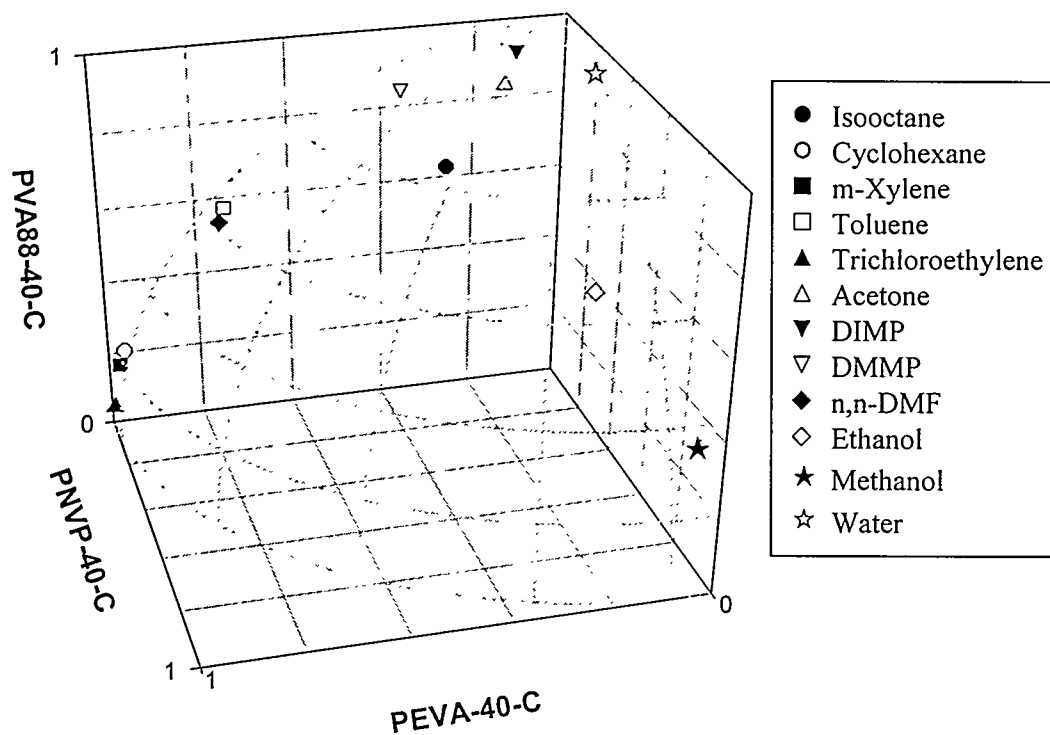 1
PVA88-40-C
0
PNVP-40-C
1
1
PEVA-40-C
0
Isooctane
Cyclohexane
m-Xylene
Toluene
Trichloroethylene
Acetone
DIMP
DMMP
n,n-DMF
Ethanol
Methanol
Water